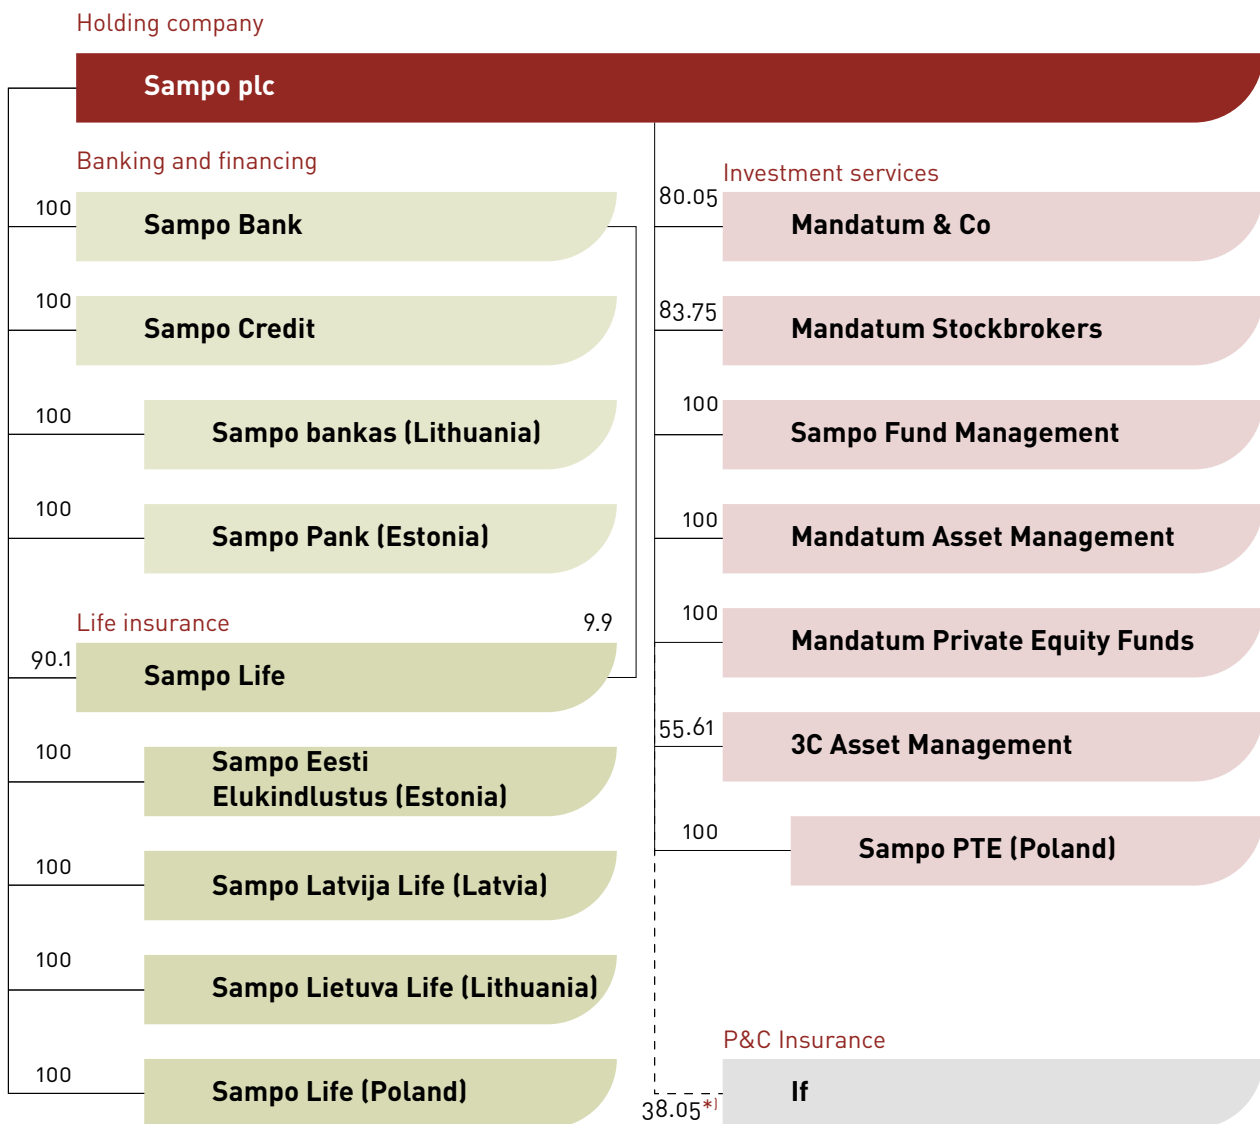 Holding company
Sampo plc
Banking and financing
100
Sampo Bank
100
Sampo Credit
100
Sampo bankas (Lithuania)
100
Sampo Pank (Estonia)
Life insurance
9.9
90.1
Sampo Life
100
Sampo Eesti
Elukindlustus (Estonia)
100
Sampo Latvija Life (Latvia)
100
Sampo Lietuva Life (Lithuania)
100
Sampo Life (Poland)
Investment services
80.05
Mandatum & Co
83.75
Mandatum Stockbrokers
100
Sampo Fund Management
100
Mandatum Asset Management
100
Mandatum Private Equity Funds
55.61
3C Asset Management
100
Sampo PTE (Poland)
P&C Insurance
If
38.05*)